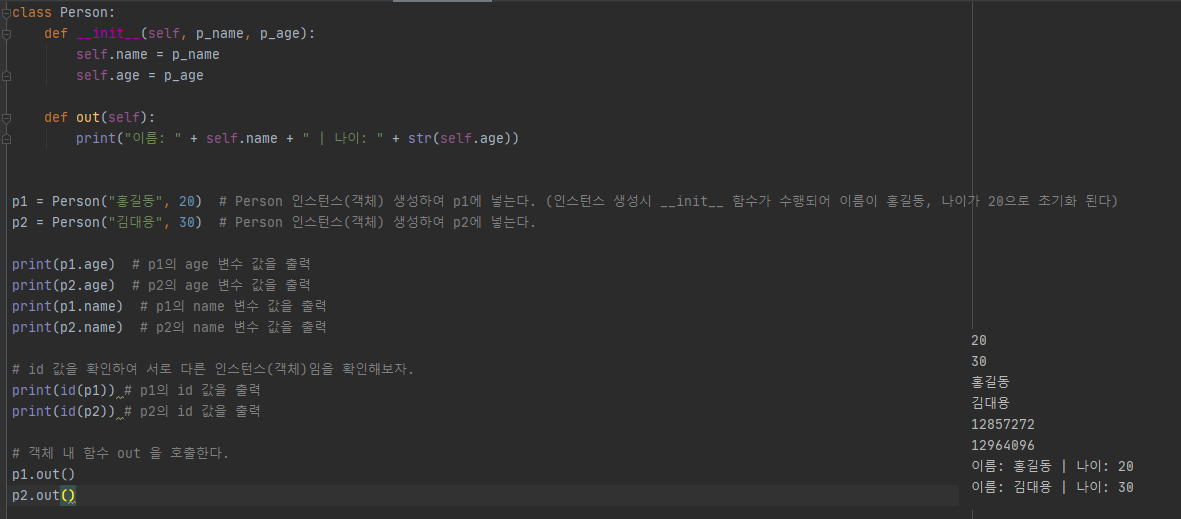 class Person:
    def __init__(self, p_name, p_age):
        self.name = p_name
        self.age = p_age
    def out(self):
        print("이름: " + self.name + " | 나이: " + str(self.age))
p1 = Person("홍길동", 20)  # Person 인스턴스(객체) 생성하여 p1에 넣는다. (인스턴스 생성시 __init__ 함수가 수행되어 이름이 홍길동, 나이가 20으로 초기화 된다)
p2 = Person("김대용", 30)  # Person 인스턴스(객체) 생성하여 p2에 넣는다.
print(p1.age)  # p1의 age 변수 값을 출력
print(p2.age)  # p2의 age 변수 값을 출력
print(p1.name)  # p1의 name 변수 값을 출력
print(p2.name)  # p2의 name 변수 값을 출력
# id 값을 확인하여 서로 다른 인스턴스(객체)임을 확인해보자.
print(id(p1)) # p1의 id 값을 출력
print(id(p2)) # p2의 id 값을 출력
# 객체 내 함수 out 을 호출한다.
p1.out()
p2.out()
20
30
홍길동
김대용
12857272
12964096
이름: 홍길동 | 나이: 20
이름: 김대용 | 나이: 30